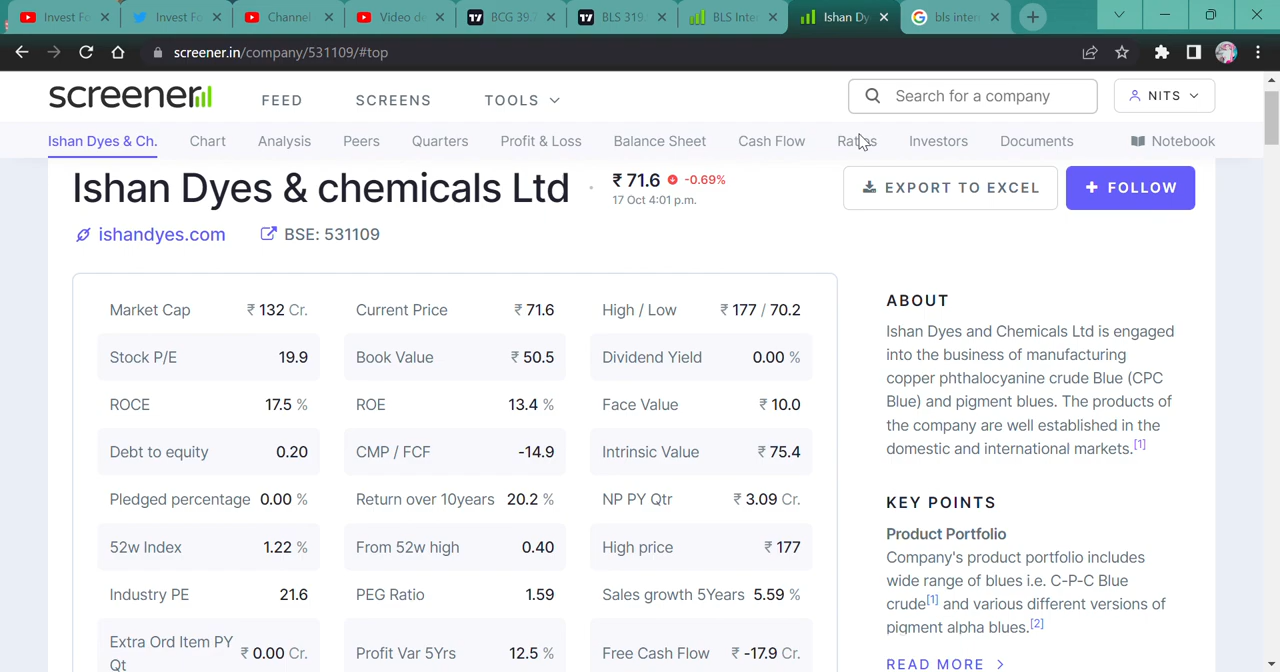 Invest Fo
Invest Fo
Channel
Video de
BCG 39.
BLS 319.
BLS Inter
Ishan Dy
bls intern
screener.in/company/531109/#top
screener
FEED
SCREENS
TOOLS
Search for a company
NITS
Ishan Dyes & Ch.
Chart
Analysis
Peers
Quarters
Profit & Loss
Balance Sheet
Cash Flow
Ratios
Investors
Documents
Notebook
Ishan Dyes & chemicals Ltd
₹ 71.6 -0.69%
17 Oct 4:01 p.m.
EXPORT TO EXCEL
FOLLOW
ishandyes.com
BSE: 531109
Market Cap ₹ 132 Cr.
Current Price ₹ 71.6
High / Low ₹ 177 / 70.2
Stock P/E 19.9
Book Value ₹ 50.5
Dividend Yield 0.00 %
ROCE 17.5 %
ROE 13.4 %
Face Value ₹ 10.0
Debt to equity 0.20
CMP / FCF -14.9
Intrinsic Value ₹ 75.4
Pledged percentage 0.00 %
Return over 10years 20.2 %
NP PY Qtr ₹ 3.09 Cr.
52w Index 1.22 %
From 52w high 0.40
High price ₹ 177
Industry PE 21.6
PEG Ratio 1.59
Sales growth 5Years 5.59 %
Extra Ord Item PY
Qt
₹ 0.00 Cr.
Profit Var 5Yrs 12.5 %
Free Cash Flow ₹ -17.9 Cr.
ABOUT
Ishan Dyes and Chemicals Ltd is engaged
into the business of manufacturing
copper phthalocyanine crude Blue (CPC
Blue) and pigment blues. The products of
the company are well established in the
domestic and international markets.[1]
KEY POINTS
Product Portfolio
Company's product portfolio includes
wide range of blues i.e. C-P-C Blue
crude[1] and various different versions of
pigment alpha blues.[2]
READ MORE